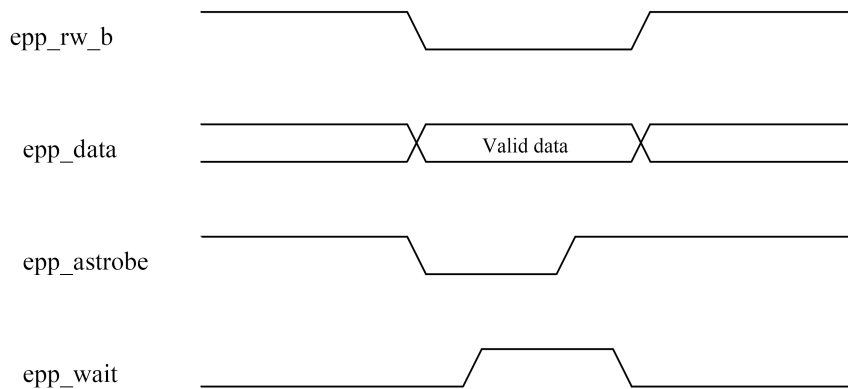 epp_rw_b
epp_data
Valid data
epp_astrobe
epp_wait